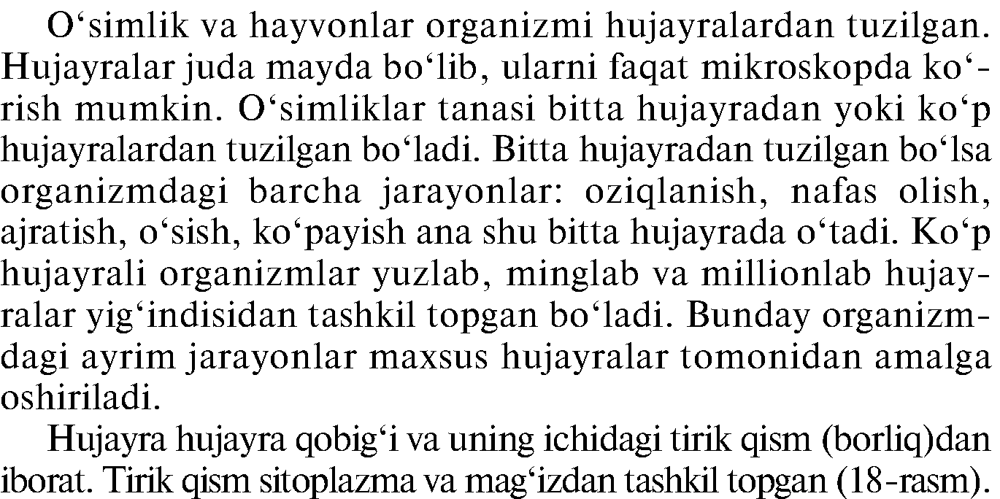 O‘simlik va hayvonlar organizmi hujayralardan tuzilgan.
Hujayralar juda mayda bo‘lib, ularni faqat mikroskopda ko‘-
rish mumkin. O‘simliklar tanasi bitta hujayradan yoki ko‘p
hujayralardan tuzilgan bo‘ladi. Bitta hujayradan tuzilgan bo‘lsa
organizmdagi barcha jarayonlar: oziqlanish, nafas olish,
ajratish, o‘sish, ko‘payish ana shu bitta hujayrada o‘tadi. Ko‘p
hujayrali organizmlar yuzlab, minglab va millionlab hujay-
ralar yig‘indisidan tashkil topgan bo‘ladi. Bunday organizm-
dagi ayrim jarayonlar maxsus hujayralar tomonidan amalga
oshiriladi.
Hujayra hujayra qobig‘i va uning ichidagi tirik qism (borliq)dan
iborat. Tirik qism sitoplazma va mag‘izdan tashkil topgan (18-rasm).